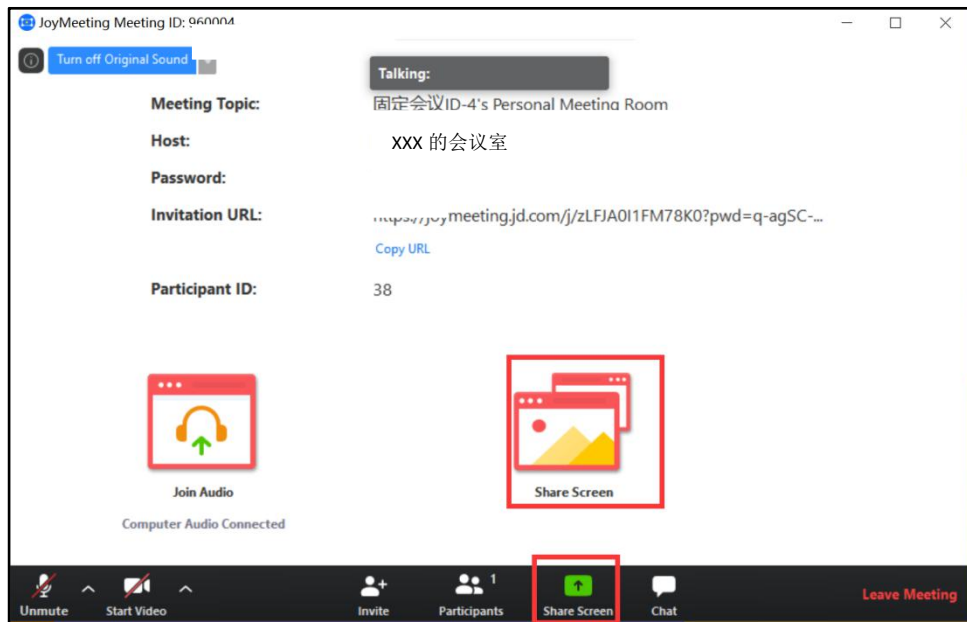 JoyMeeting Meeting ID: 960004
Turn off Original Sound
Talking:
Meeting Topic: 固定会议ID-4's Personal Meeting Room
Host: XXX 的会议室
Password:
Invitation URL: https://joymeeting.jd.com/j/zLFJA0I1FM78K0?pwd=q-agSC-...
Copy URL
Participant ID: 38
Join Audio
Share Screen
Computer Audio Connected
Unmute
Start Video
Invite
Participants 1
Share Screen
Chat
Leave Meeting